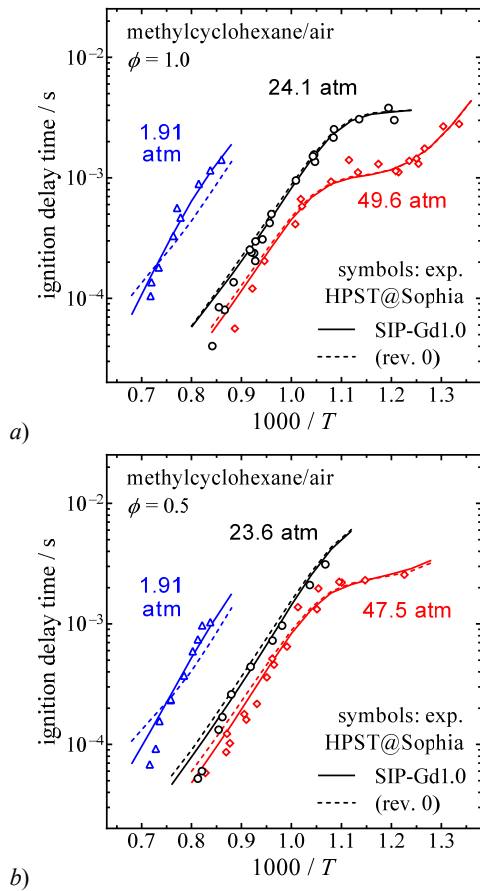 a)
methylcyclohexane/air
ϕ = 1.0
24.1 atm
1.91
atm
49.6 atm
symbols: exp.
HPST@Sophia
SIP-Gd1.0
(rev. 0)
ignition delay time / s
10⁻²
10⁻³
10⁻⁴
0.7 0.8 0.9 1.0 1.1 1.2 1.3
1000 / T
b)
methylcyclohexane/air
ϕ = 0.5
23.6 atm
1.91
atm
47.5 atm
symbols: exp.
HPST@Sophia
SIP-Gd1.0
(rev. 0)
ignition delay time / s
10⁻²
10⁻³
10⁻⁴
0.7 0.8 0.9 1.0 1.1 1.2 1.3
1000 / T